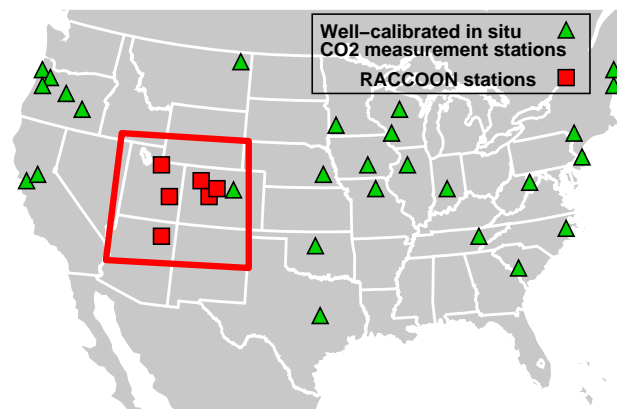 Well−calibrated in situ
CO2 measurement stations
RACCOON stations